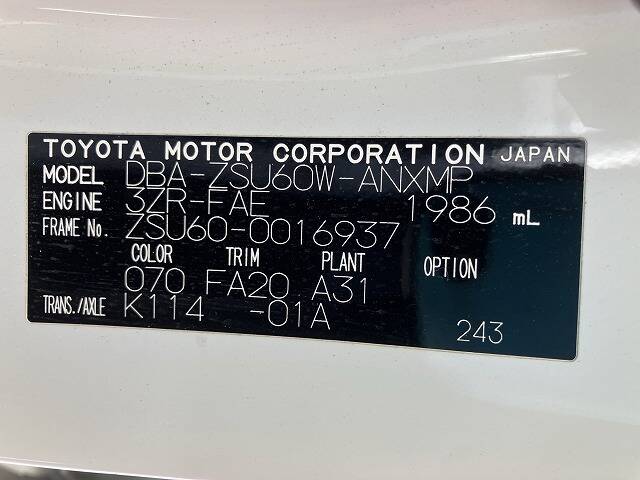 TOYOTA MOTOR CORPORATION JAPAN
MODEL DBA-ZSU60W-ANXMP
ENGINE 3ZR-FAE 1986 mL
FRAME No. ZSU60-0016937
COLOR TRIM PLANT OPTION
070 FA20 A31
TRANS./AXLE K114 -01A
243